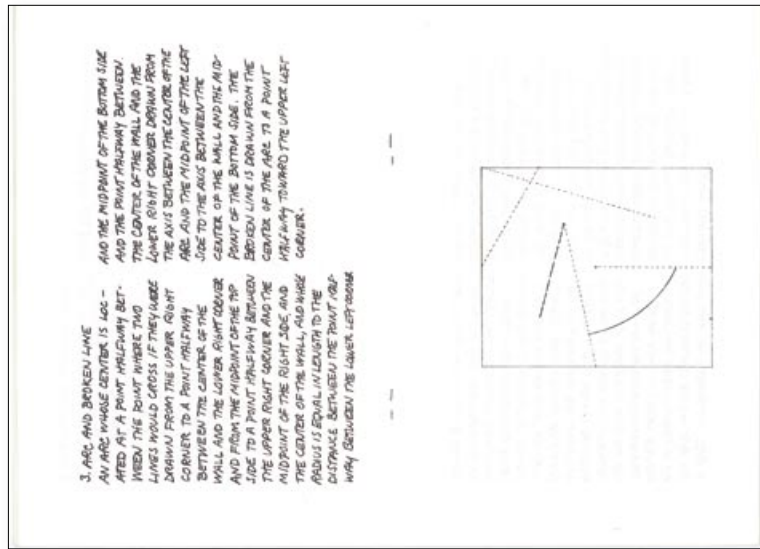 3. ARC AND BROKEN LINE
AN ARC WHOSE CENTER IS LOC-
ATED AT A POINT HALFWAY BET-
WEEN THE POINT WHERE TWO
LINES WOULD CROSS IF THEY WERE
DRAWN FROM THE UPPER RIGHT
CORNER TO A POINT HALFWAY
BETWEEN THE CENTER OF THE
WALL AND THE LOWER RIGHT CORNER
AND FROM THE MIDPOINT OF THE TOP
SIDE TO A POINT HALFWAY BETWEEN
THE UPPER RIGHT CORNER AND THE
MIDPOINT OF THE RIGHT SIDE, AND
THE CENTER OF THE WALL, AND WHOSE
RADIUS IS EQUAL IN LENGTH TO THE
DISTANCE BETWEEN THE POINT HALF-
WAY BETWEEN THE LOWER LEFT CORNER
AND THE MIDPOINT OF THE BOTTOM SIDE
AND THE POINT HALFWAY BETWEEN
THE CENTER OF THE WALL AND THE
LOWER RIGHT CORNER DRAWN FROM
THE AXIS BETWEEN THE CENTER OF THE
ARC AND THE MIDPOINT OF THE LEFT
SIDE TO THE AXIS BETWEEN THE
CENTER OF THE WALL AND THE MID-
POINT OF THE BOTTOM SIDE. THE
BROKEN LINE IS DRAWN FROM THE
CENTER OF THE ARC TO A POINT
HALFWAY TOWARD THE UPPER LEFT
CORNER.